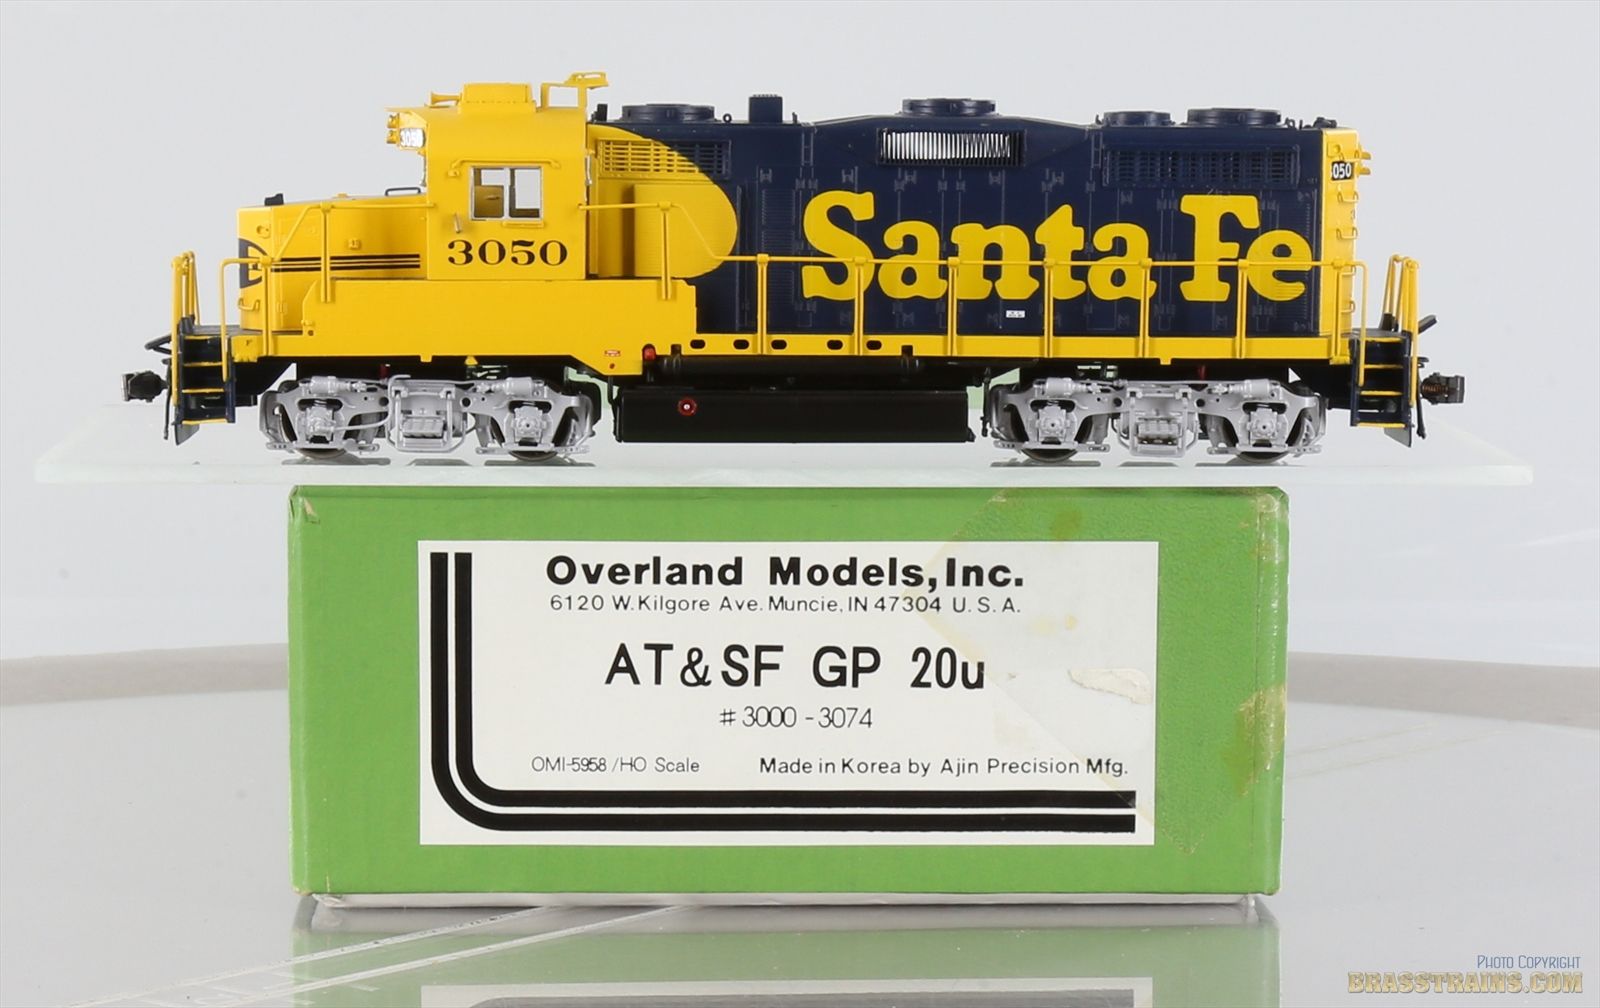 3050
3050
Santa Fe
050
Overland Models, Inc.
6120 W. Kilgore Ave. Muncie, IN 47304 U. S. A.
AT & SF GP 20u
# 3000 - 3074
OMI-5958 / HO Scale
Made in Korea by Ajin Precision Mfg.
PHOTO COPYRIGHT
BRASSTRAINS.COM